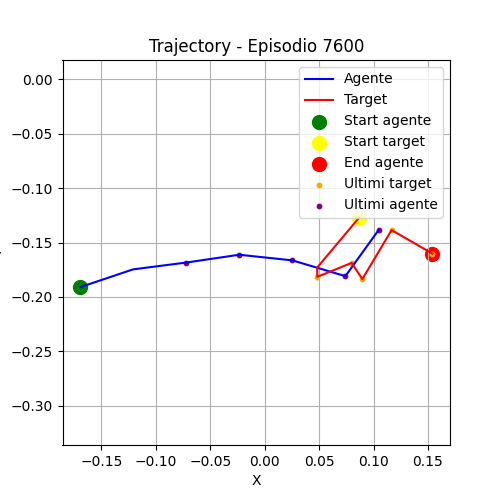 Trajectory - Episodio 7600
Agente
Target
Start agente
Start target
End agente
Ultimi target
Ultimi agente
0.00
−0.05
−0.10
−0.15
−0.20
−0.25
−0.30
−0.15
−0.10
−0.05
0.00
0.05
0.10
0.15
X